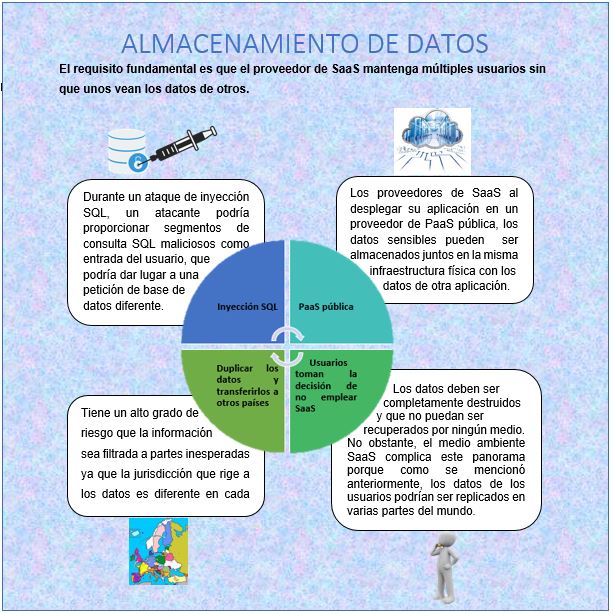 ALMACENAMIENTO DE DATOS
El requisito fundamental es que el proveedor de SaaS mantenga múltiples usuarios sin
que unos vean los datos de otros.
Durante un ataque de inyección
SQL, un atacante podría
proporcionar segmentos de
consulta SQL maliciosos como
entrada del usuario, que
podría dar lugar a una
petición de base de
datos diferente.
Los proveedores de SaaS al
desplegar su aplicación en un
proveedor de PaaS pública, los
datos sensibles pueden ser
almacenados juntos en la misma
infraestructura física con los
datos de otra aplicación.
Inyección SQL
PaaS pública
Duplicar los
datos y
transferirlos a
otros países
Usuarios
toman la
decisión de
no emplear
SaaS
Tiene un alto grado de
riesgo que la información
sea filtrada a partes inesperadas
ya que la jurisdicción que rige a
los datos es diferente en cada
Los datos deben ser
completamente destruidos
y que no puedan ser
recuperados por ningún medio.
No obstante, el medio ambiente
SaaS complica este panorama
porque como se mencionó
anteriormente, los datos de los
usuarios podrían ser replicados en
varias partes del mundo.